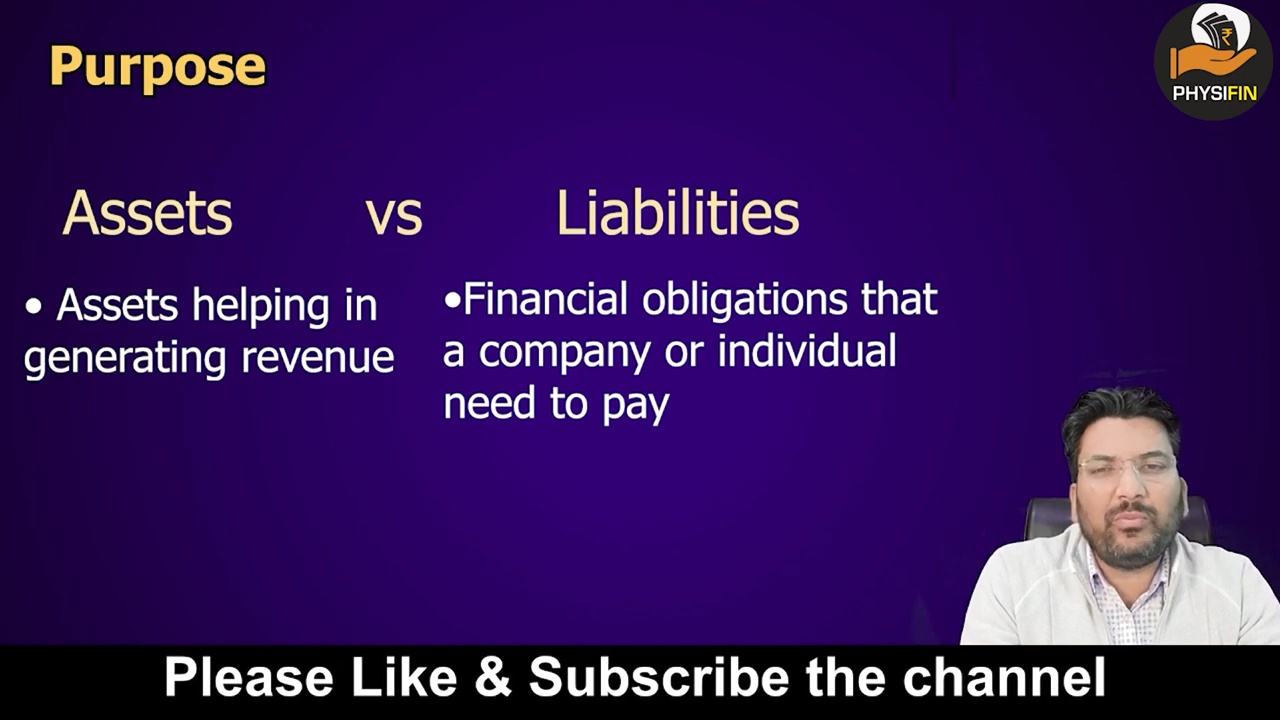 Purpose
PHYSIFIN
Assets vs Liabilities
• Assets helping in
generating revenue
•Financial obligations that
a company or individual
need to pay
Please Like & Subscribe the channel